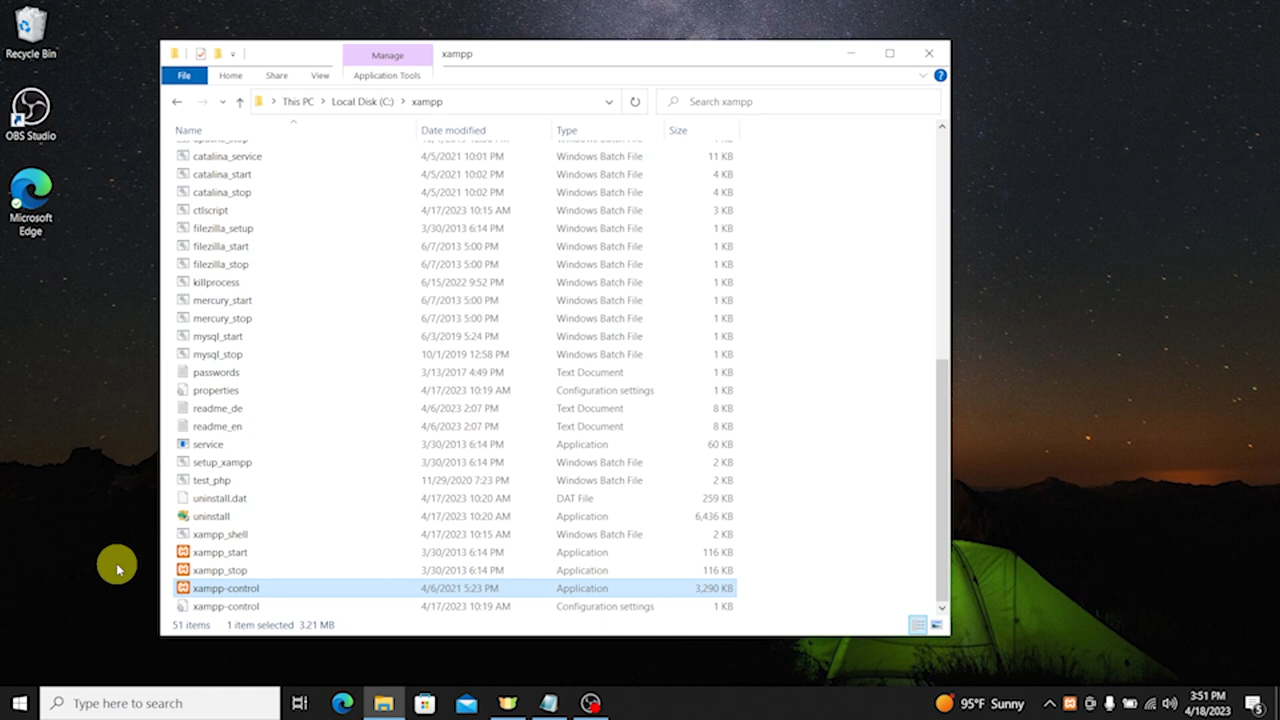 Recycle Bin
OBS Studio
Microsoft
Edge
Manage
xampp
File
Home
Share
View
Application Tools
This PC > Local Disk (C:) > xampp
Search xampp
Name Date modified Type Size
catalina_service 4/5/2021 10:01 PM Windows Batch File 11 KB
catalina_start 4/5/2021 10:02 PM Windows Batch File 4 KB
catalina_stop 4/5/2021 10:02 PM Windows Batch File 4 KB
ctlscript 4/17/2023 10:15 AM Windows Batch File 3 KB
filezilla_setup 3/30/2013 6:14 PM Windows Batch File 1 KB
filezilla_start 6/7/2013 5:00 PM Windows Batch File 1 KB
filezilla_stop 6/7/2013 5:00 PM Windows Batch File 1 KB
killprocess 6/15/2022 9:52 PM Windows Batch File 1 KB
mercury_start 6/7/2013 5:00 PM Windows Batch File 1 KB
mercury_stop 6/7/2013 5:00 PM Windows Batch File 1 KB
mysql_start 6/3/2019 5:24 PM Windows Batch File 1 KB
mysql_stop 10/1/2019 12:58 PM Windows Batch File 1 KB
passwords 3/13/2017 4:49 PM Text Document 1 KB
properties 4/17/2023 10:19 AM Configuration settings 1 KB
readme_de 4/6/2023 2:07 PM Text Document 8 KB
readme_en 4/6/2023 2:07 PM Text Document 8 KB
service 3/30/2013 6:14 PM Application 60 KB
setup_xampp 3/30/2013 6:14 PM Windows Batch File 2 KB
test_php 11/29/2020 7:23 PM Windows Batch File 2 KB
uninstall.dat 4/17/2023 10:20 AM DAT File 259 KB
uninstall 4/17/2023 10:20 AM Application 6,436 KB
xampp_shell 4/17/2023 10:15 AM Windows Batch File 2 KB
xampp_start 3/30/2013 6:14 PM Application 116 KB
xampp_stop 3/30/2013 6:14 PM Application 116 KB
xampp-control 4/6/2021 5:23 PM Application 3,290 KB
xampp-control 4/17/2023 10:19 AM Configuration settings 1 KB
51 items 1 item selected 3.21 MB
Type here to search
95°F Sunny
3:51 PM
4/18/2023
5